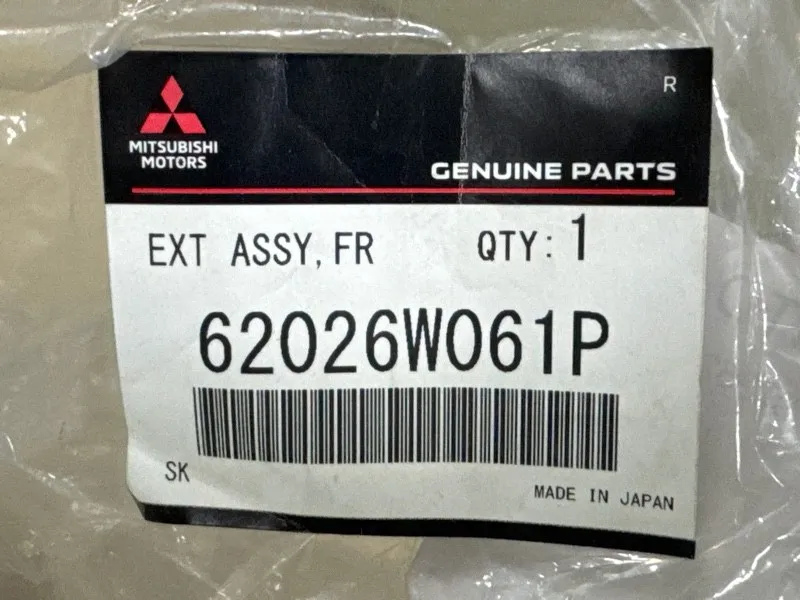 R
MITSUBISHI
MOTORS
GENUINE PARTS
EXT ASSY, FR QTY: 1
62026W061P
SK
MADE IN JAPAN